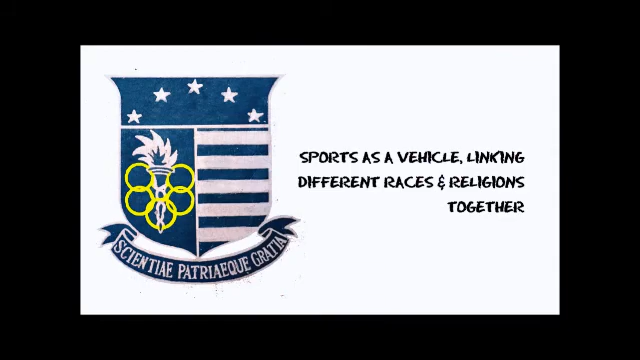 SPORTS AS A VEHICLE, LINKING
DIFFERENT RACES & RELIGIONS
TOGETHER
SCIENTIAE PATRIAEQUE GRATIA